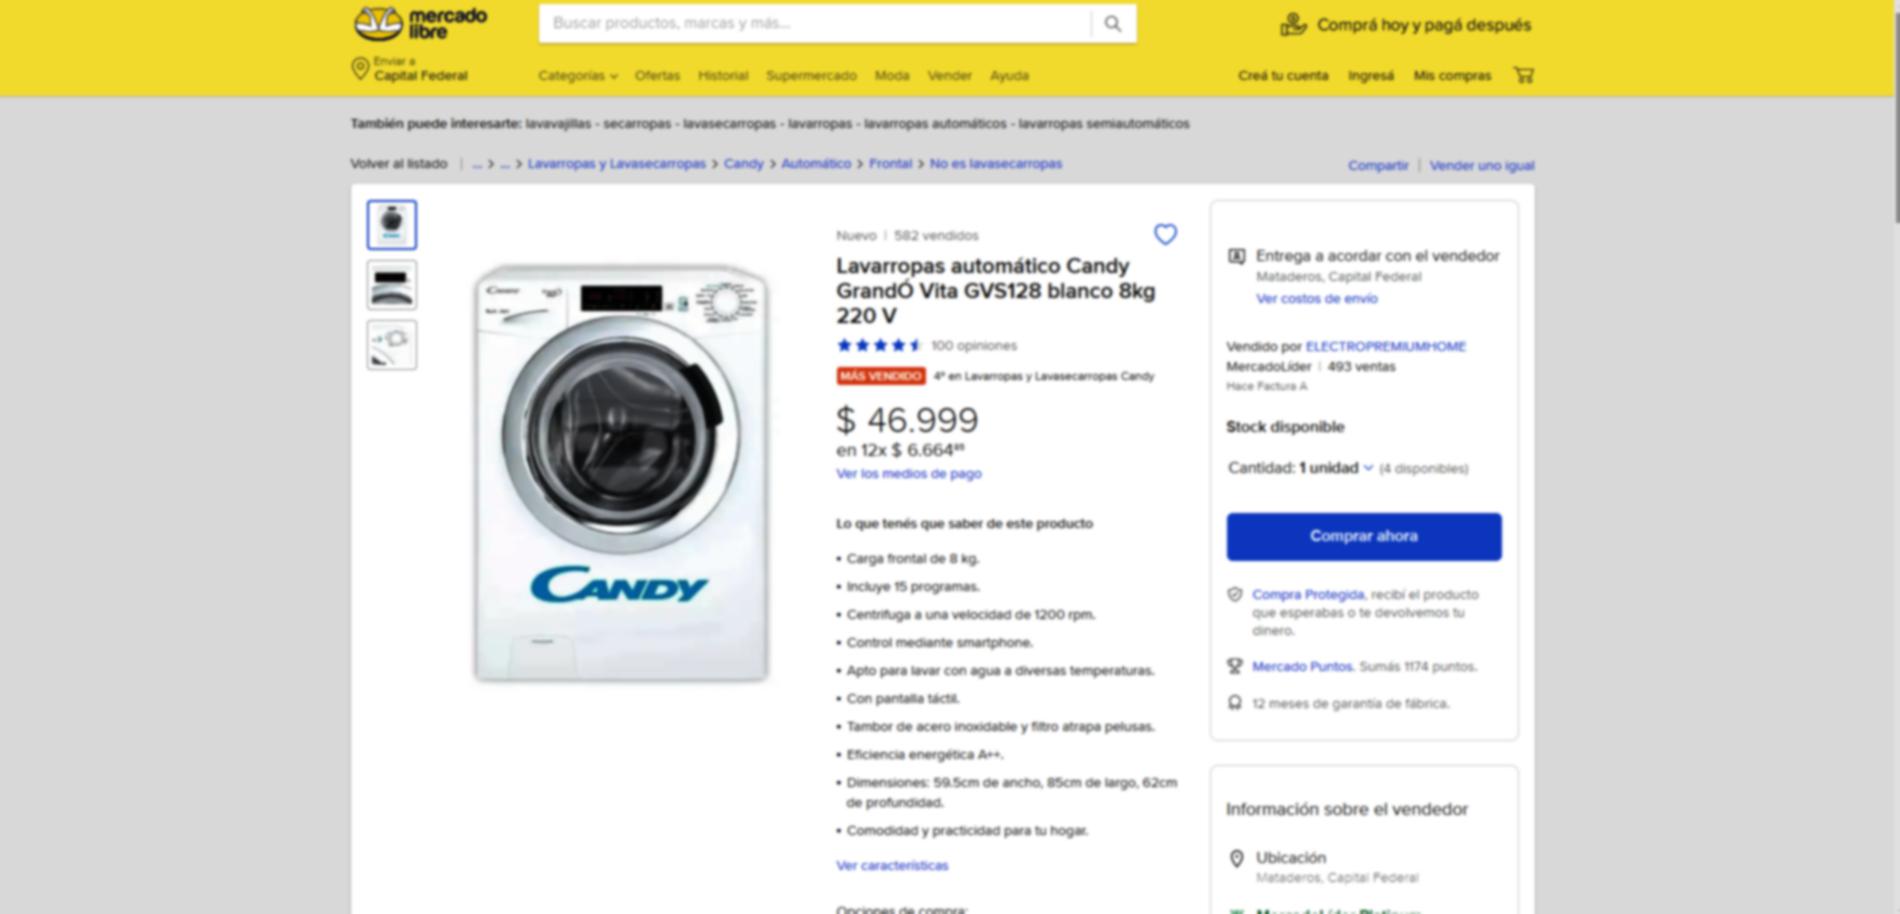 mercado
libre
Buscar productos, marcas y más...
Comprá hoy y pagá después
Enviar a
Capital Federal
Categorías
Ofertas
Historial
Supermercado
Moda
Vender
Ayuda
Creá tu cuenta
Ingresá
Mis compras
También puede interesarte: lavavajillas - secarropas - lavasecarropas - lavarropas - lavarropas automáticos - lavarropas semiautomáticos
Volver al listado | ... > ... > Lavarropas y Lavasecarropas > Candy > Automático > Frontal > No es lavasecarropas
Compartir | Vender uno igual
Nuevo | 582 vendidos
Lavarropas automático Candy
GrandÓ Vita GVS128 blanco 8kg
220 V
100 opiniones
MÁS VENDIDO 4º en Lavarropas y Lavasecarropas Candy
$ 46.999
en 12x $ 6.664
Ver los medios de pago
Lo que tenés que saber de este producto
• Carga frontal de 8 kg.
• Incluye 15 programas.
• Centrifuga a una velocidad de 1200 rpm.
• Control mediante smartphone.
• Apto para lavar con agua a diversas temperaturas.
• Con pantalla táctil.
• Tambor de acero inoxidable y filtro atrapa pelusas.
• Eficiencia energética A++.
• Dimensiones: 59.5cm de ancho, 85cm de largo, 62cm
de profundidad.
• Comodidad y practicidad para tu hogar.
Ver características
Opciones de compra:
Candy
CANDY
Entrega a acordar con el vendedor
Mataderos, Capital Federal
Ver costos de envío
Vendido por ELECTROPREMIUMHOME
MercadoLíder | 493 ventas
Hace Factura A
Stock disponible
Cantidad: 1 unidad (4 disponibles)
Comprar ahora
Compra Protegida, recibí el producto
que esperabas o te devolvemos tu
dinero.
Mercado Puntos. Sumás 1174 puntos.
12 meses de garantía de fábrica.
Información sobre el vendedor
Ubicación
Mataderos, Capital Federal
MercadoLíder Platinum